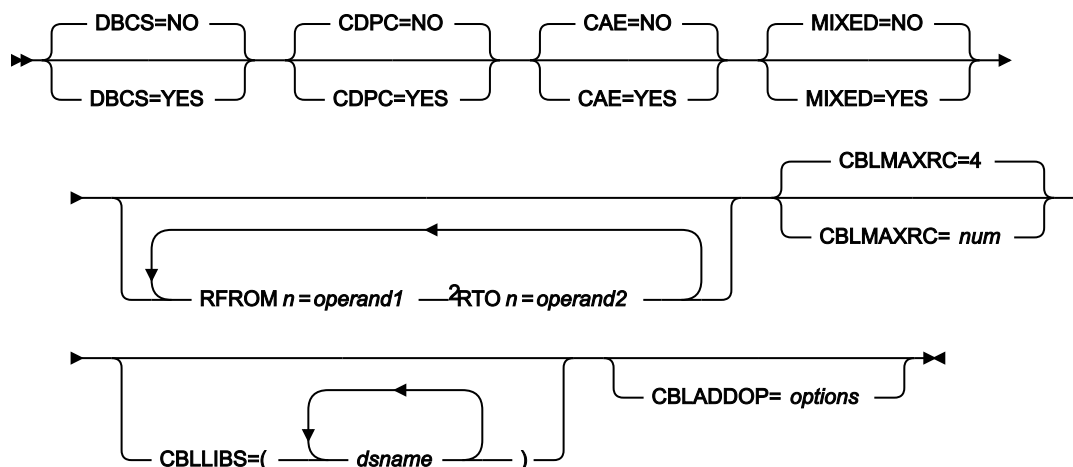 DBCS=NO CDPC=NO CAE=NO MIXED=NO
DBCS=YES CDPC=YES CAE=YES MIXED=YES
CBLMAXRC=4
CBLMAXRC= num
RFROM n = operand1 2 RTO n = operand2
CBLADDOP= options
CBLLIBS=( dsname )